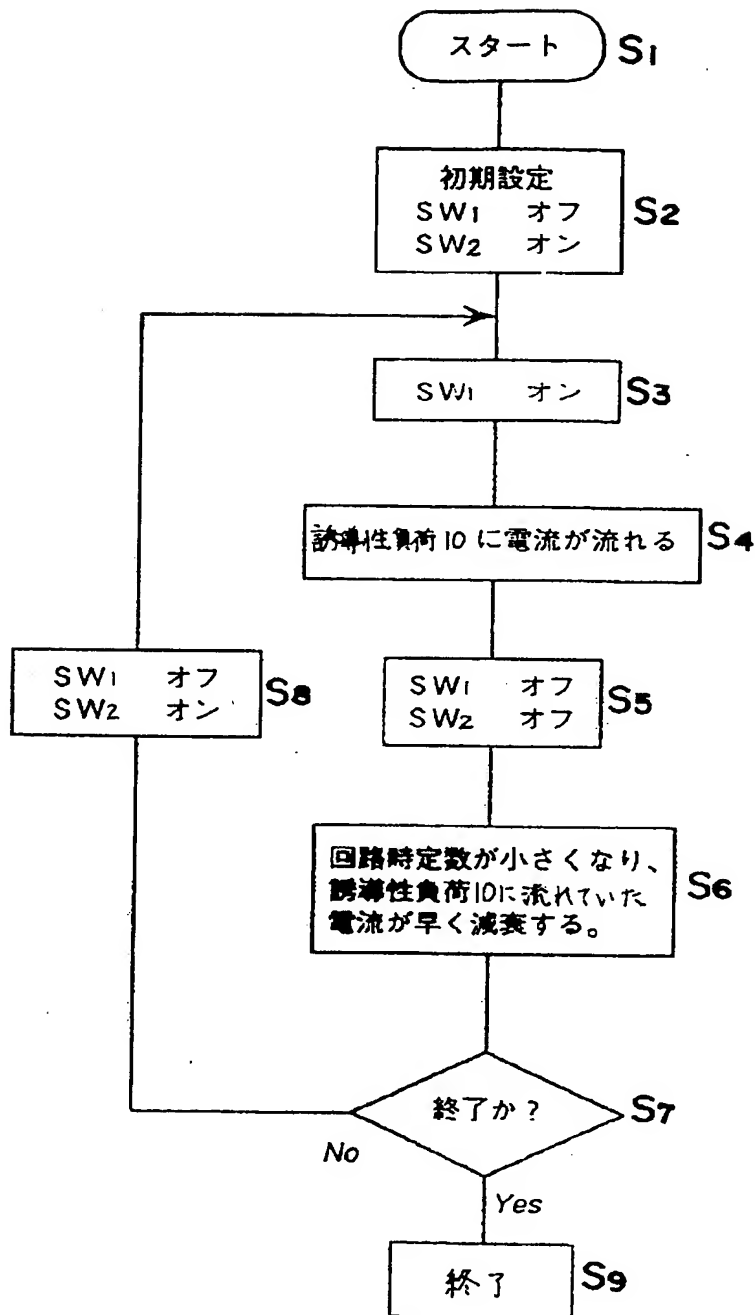 スタート S1
初期設定
SW1 オフ
SW2 オン
S2
SW1 オン S3
誘導性負荷10に電流が流れる S4
SW1 オフ
SW2 オフ
S5
SW1 オフ
SW2 オン
S8
回路時定数が小さくなり、
誘導性負荷10に流れていた
電流が早く減衰する。
S6
終了か? S7
No
Yes
終了 S9